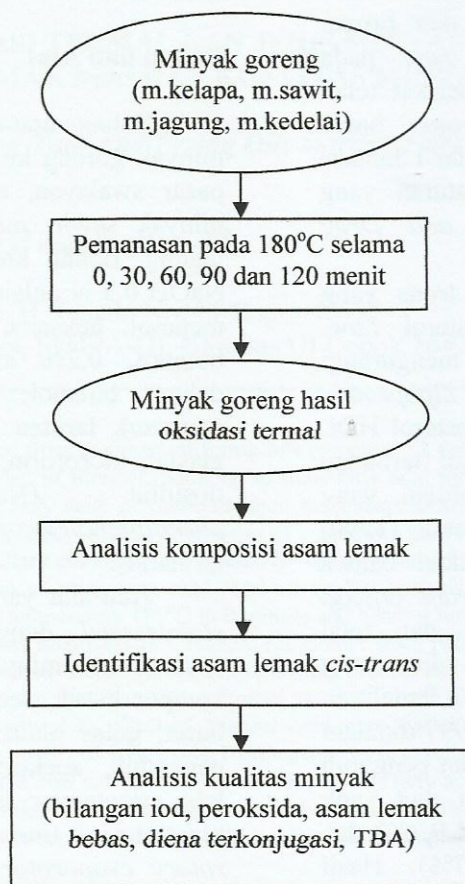 Minyak goreng
(m.kelapa, m.sawit,
m.jagung, m.kedelai)
Pemanasan pada 180°C selama
0, 30, 60, 90 dan 120 menit
Minyak goreng hasil
oksidasi termal
Analisis komposisi asam lemak
Identifikasi asam lemak cis-trans
Analisis kualitas minyak
(bilangan iod, peroksida, asam lemak
bebas, diena terkonjugasi, TBA)